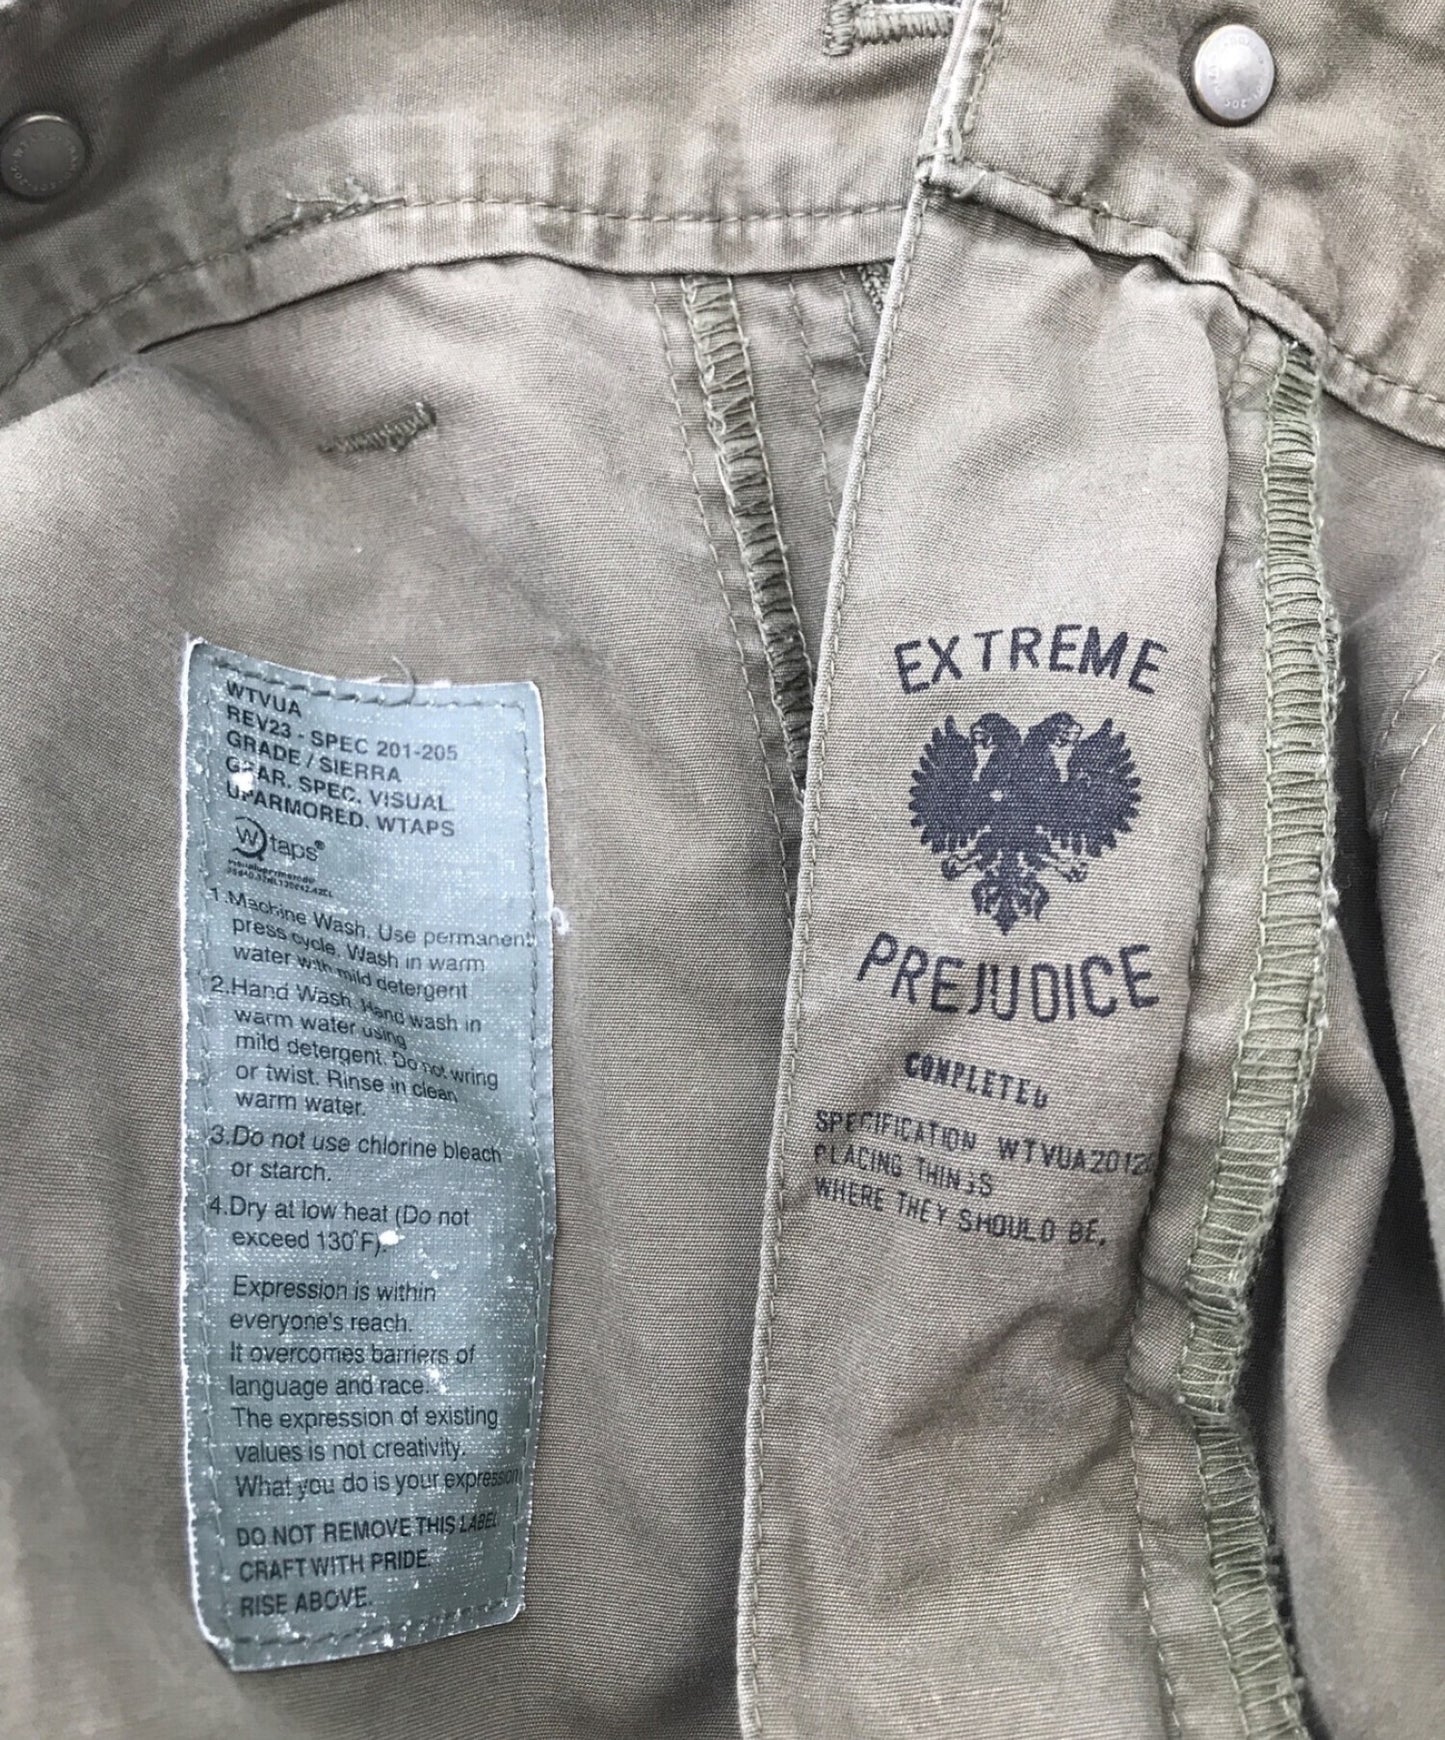 WTVUA
REV23. SPEC 201-205
GRADE / SIERRA
GEAR. SPEC. VISUAL
UPARMORED. WTAPS
Wtaps®
1.Machine Wash. Use permanent
press cycle. Wash in warm
water with mild detergent
2.Hand Wash. Hand wash in
warm water using
mild detergent. Do not wring
or twist. Rinse in clean
warm water.
3.Do not use chlorine bleach
or starch.
4.Dry at low heat (Do not
exceed 130°F).
Expression is within
everyone's reach.
It overcomes barriers of
language and race.
The expression of existing
values is not creativity.
What you do is your expression
DO NOT REMOVE THIS LABEL
CRAFT WITH PRIDE.
RISE ABOVE.
EXTREME
PREJUDICE
COMPLETED
SPECIFICATION WTVUA20120
PLACING THINGS
WHERE THEY SHOULD BE.